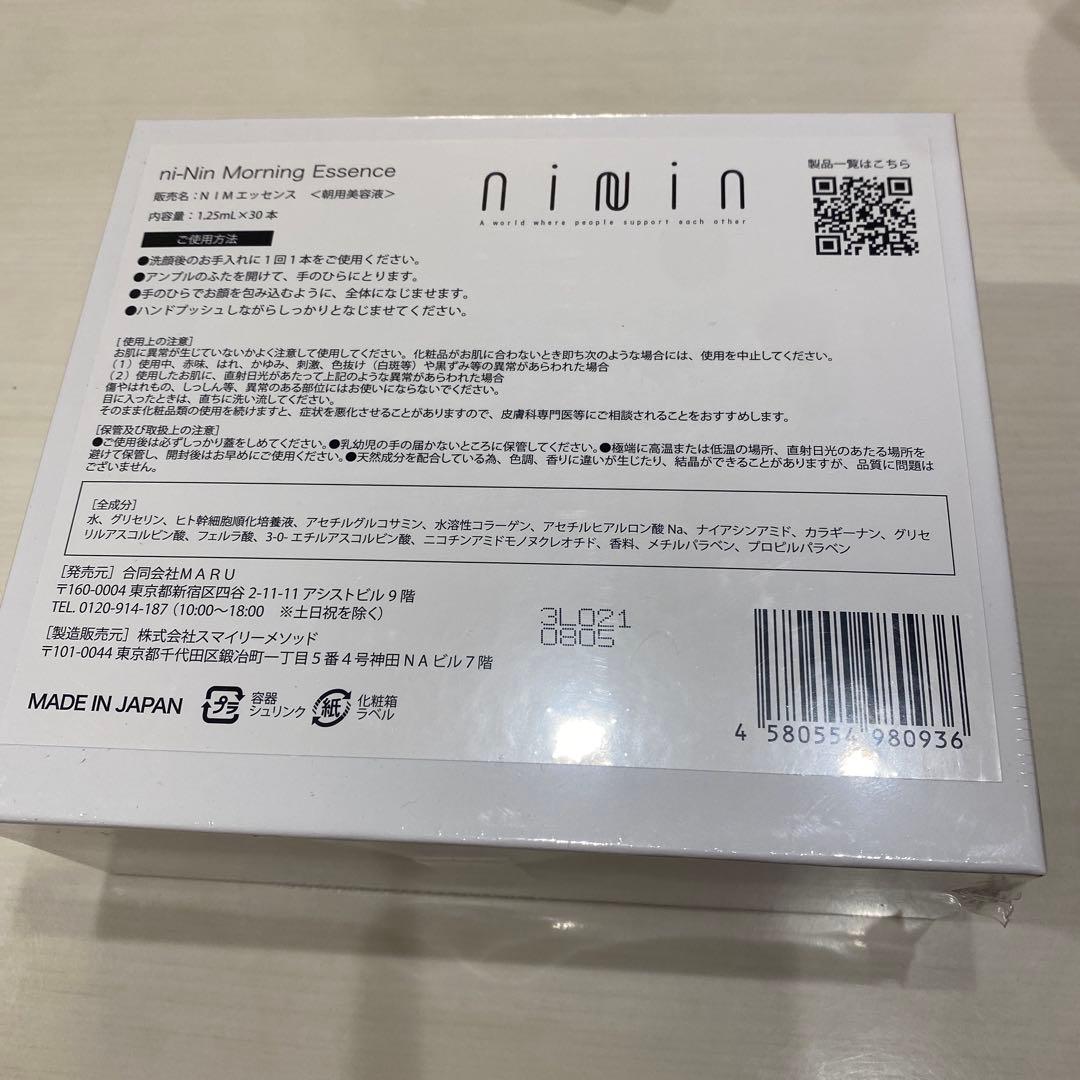 ni-Nin Morning Essence
販売名：ＮＩＭエッセンス　＜朝用美容液＞
内容量：1.25mL×30 本
ninin
A world where people support each other
製品一覧はこちら
ご使用方法
●洗顔後のお手入れに１回１本をご使用ください。
●アンプルのふたを開けて、手のひらにとります。
●手のひらでお顔を包み込むように、全体になじませます。
●ハンドプッシュしながらしっかりとなじませてください。
［使用上の注意］
お肌に異常が生じていないかよく注意して使用してください。化粧品がお肌に合わないとき即ち次のような場合には、使用を中止してください。
（１）使用中、赤味、はれ、かゆみ、刺激、色抜け（白斑等）や黒ずみ等の異常があらわれた場合
（２）使用したお肌に、直射日光があたって上記のような異常があらわれた場合
傷やはれもの、しっしん等、異常のある部位にはお使いにならないでください。
目に入ったときは、直ちに洗い流してください。
そのまま化粧品類の使用を続けますと、症状を悪化させることがありますので、皮膚科専門医等にご相談されることをおすすめします。
［保管及び取扱上の注意］
●ご使用後は必ずしっかり蓋をしめてください。●乳幼児の手の届かないところに保管してください。●極端に高温または低温の場所、直射日光のあたる場所を
避けて保管し、開封後はお早めにご使用ください。●天然成分を配合している為、色調、香りに違いが生じたり、結晶ができることがありますが、品質に問題は
ございません。
［全成分］
水、グリセリン、ヒト幹細胞順化培養液、アセチルグルコサミン、水溶性コラーゲン、アセチルヒアルロン酸 Na、ナイアシンアミド、カラギーナン、グリセ
リルアスコルビン酸、フェルラ酸、3-0- エチルアスコルビン酸、ニコチンアミドモノヌクレオチド、香料、メチルパラベン、プロピルパラベン
［発売元］合同会社ＭＡＲＵ
〒160-0004 東京都新宿区四谷 2-11-11 アシストビル 9 階
TEL. 0120-914-187（10:00～18:00　※土日祝を除く）
［製造販売元］株式会社スマイリーメソッド
〒101-0044 東京都千代田区鍛冶町一丁目５番４号神田 N A ビル７階
3L021
0805
MADE IN JAPAN
プラ
容器
シュリンク
紙
化粧箱
ラベル
4 580554 980936